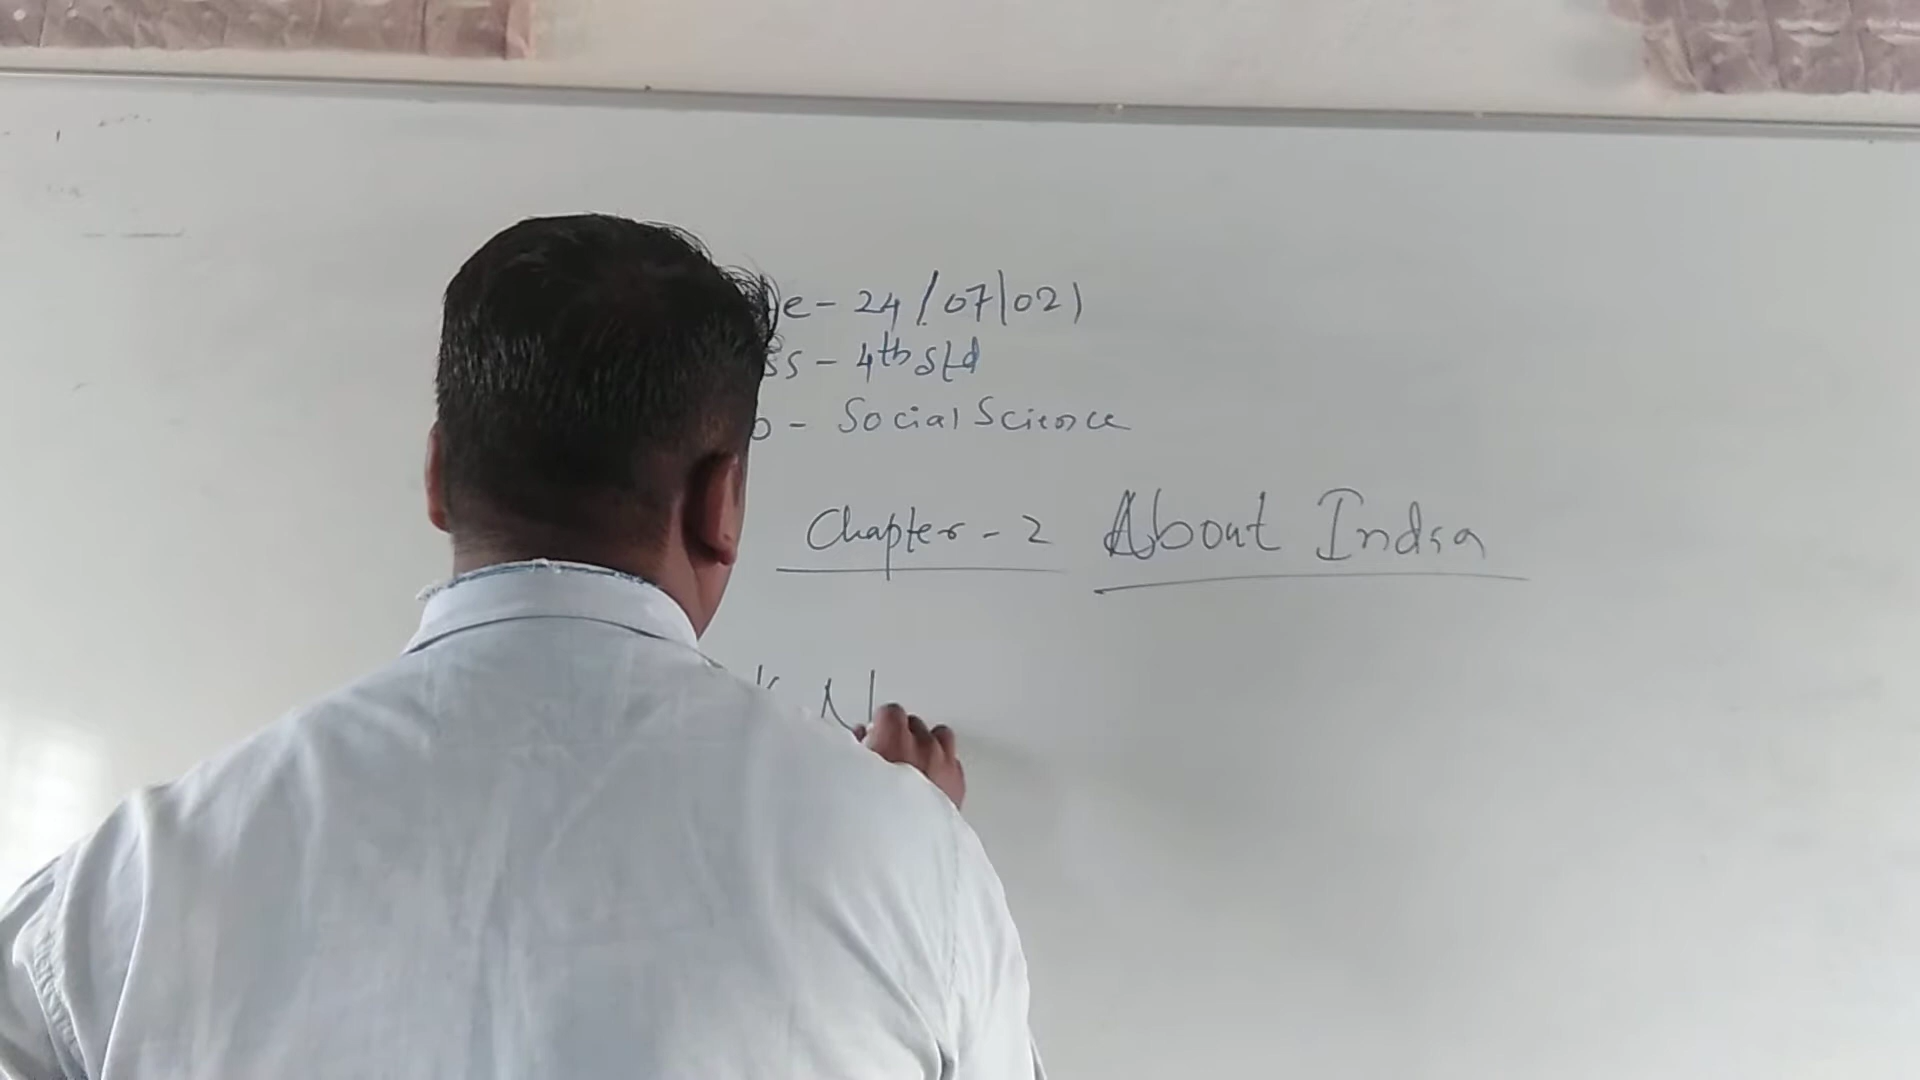 e - 24/07/021
ss - 4th std
b - Social Science
Chapter - 2 About India
N